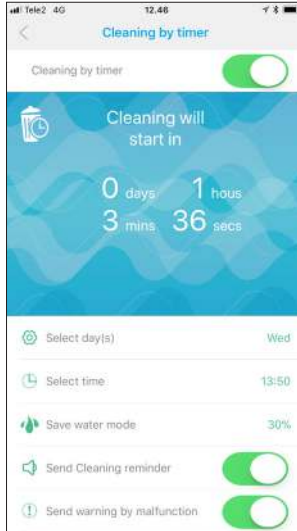 Tele2 4G 12.46
Cleaning by timer
Cleaning by timer
Cleaning will
start in
0 days 1 hous
3 mins 36 secs
Select day(s) Wed
Select time 13:50
Save water mode 30%
Send Cleaning reminder
Send warning by malfunction